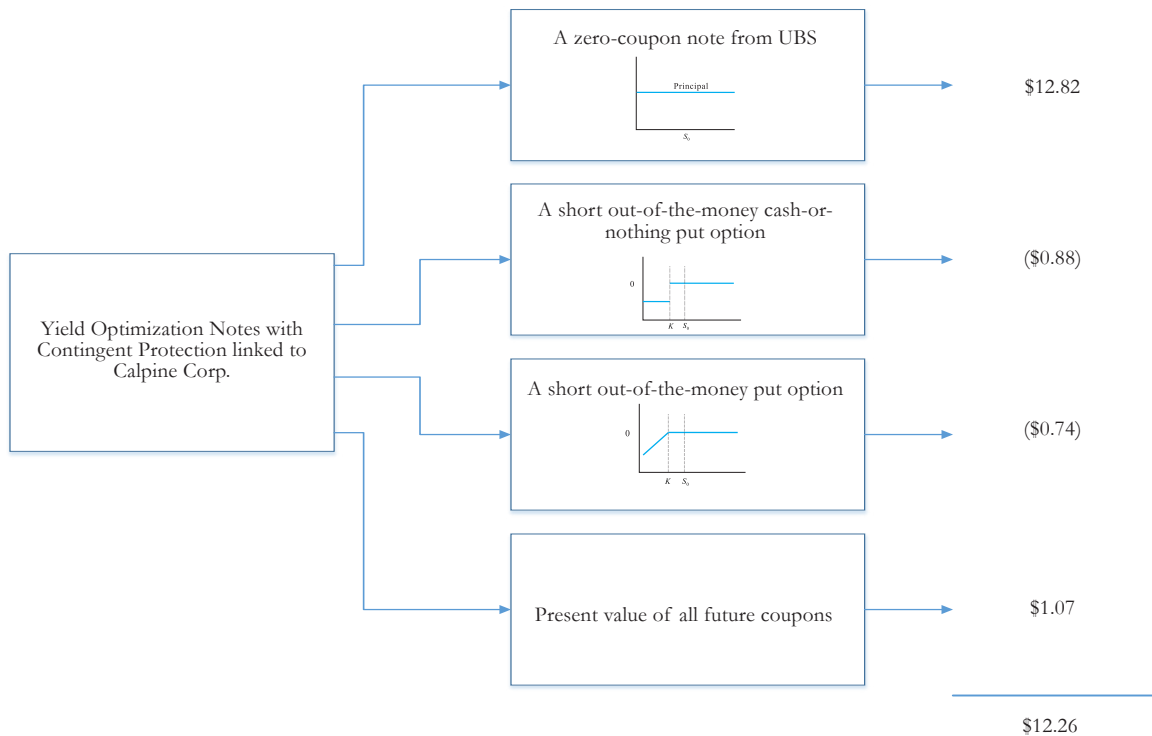 A zero-coupon note from UBS
Principal
S₀
$12.82
A short out-of-the-money cash-or-
nothing put option
0
K S₀
($0.88)
Yield Optimization Notes with
Contingent Protection linked to
Calpine Corp.
A short out-of-the-money put option
0
K S₀
($0.74)
Present value of all future coupons
$1.07
$12.26